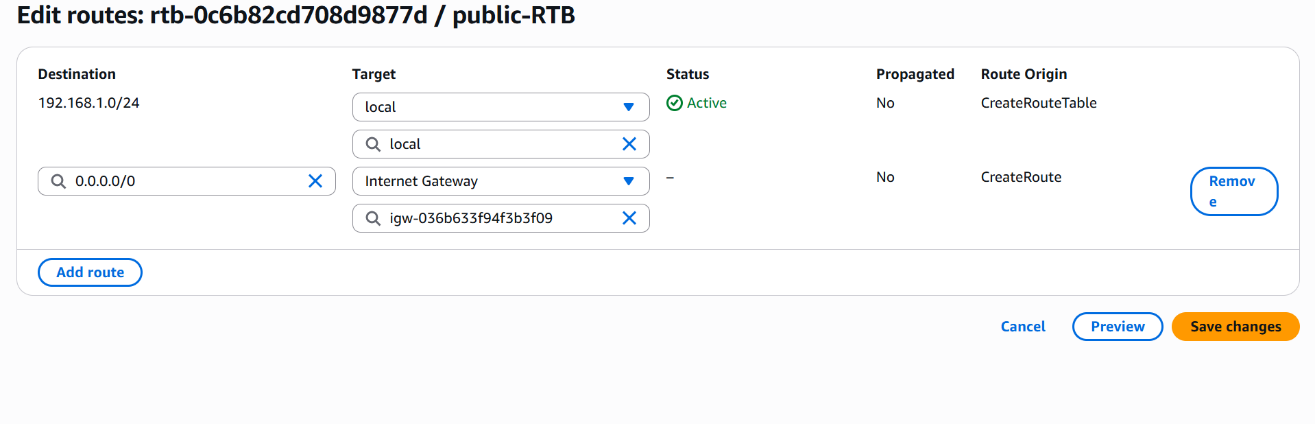 Edit routes: rtb-0c6b82cd708d9877d / public-RTB
Destination Target Status Propagated Route Origin
192.168.1.0/24 local Active No CreateRouteTable
local
0.0.0.0/0 Internet Gateway – No CreateRoute Remov
e
igw-036b633f94f3b3f09
Add route
Cancel Preview Save changes